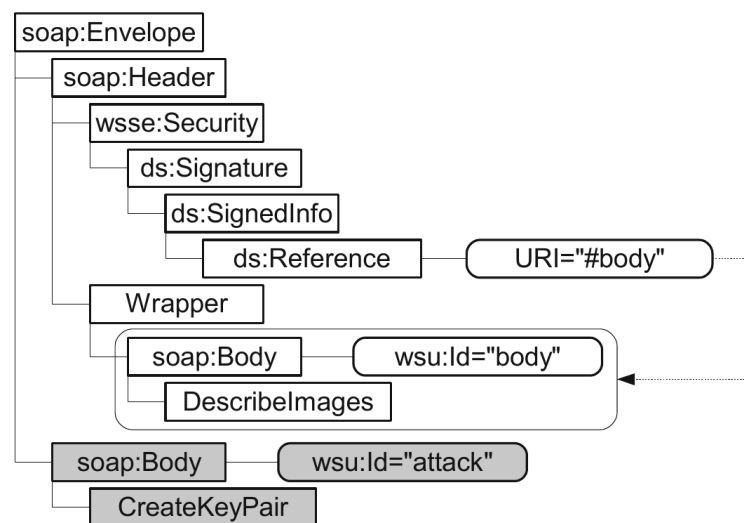 soap:Envelope
soap:Header
wsse:Security
ds:Signature
ds:SignedInfo
ds:Reference URI="#body"
Wrapper
soap:Body wsu:Id="body"
DescribeImages
soap:Body wsu:Id="attack"
CreateKeyPair